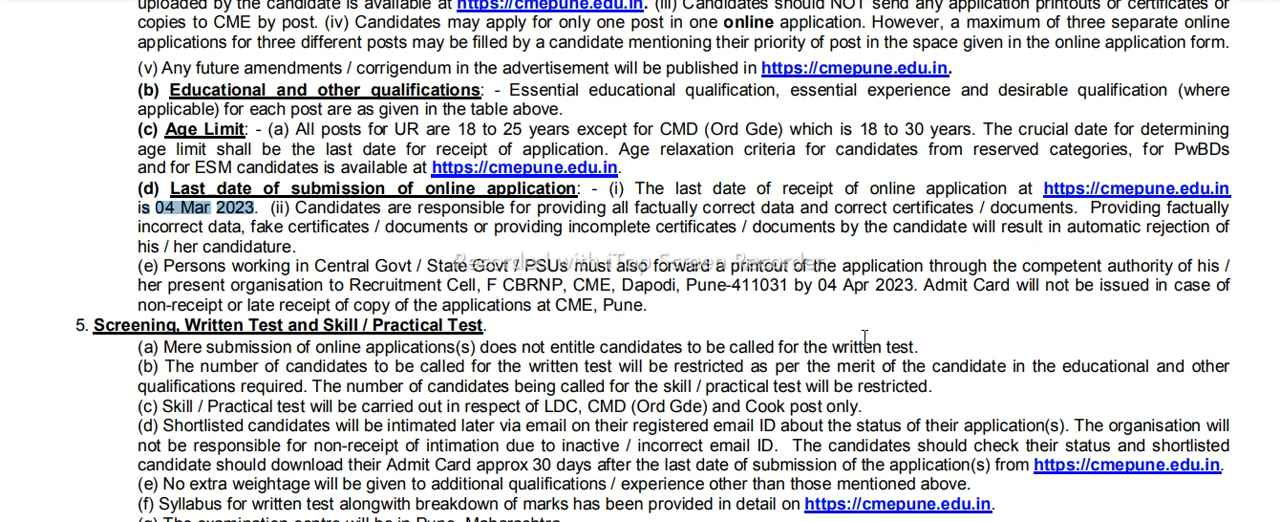 uploaded by the candidate is available at https://cmepune.edu.in. (iii) Candidates should NOT send any application printouts or certificates or
copies to CME by post. (iv) Candidates may apply for only one post in one online application. However, a maximum of three separate online
applications for three different posts may be filled by a candidate mentioning their priority of post in the space given in the online application form.
(v) Any future amendments / corrigendum in the advertisement will be published in https://cmepune.edu.in.
(b) Educational and other qualifications: - Essential educational qualification, essential experience and desirable qualification (where
applicable) for each post are as given in the table above.
(c) Age Limit: - (a) All posts for UR are 18 to 25 years except for CMD (Ord Gde) which is 18 to 30 years. The crucial date for determining
age limit shall be the last date for receipt of application. Age relaxation criteria for candidates from reserved categories, for PwBDs
and for ESM candidates is available at https://cmepune.edu.in.
(d) Last date of submission of online application: - (i) The last date of receipt of online application at https://cmepune.edu.in
is 04 Mar 2023. (ii) Candidates are responsible for providing all factually correct data and correct certificates / documents. Providing factually
incorrect data, fake certificates / documents or providing incomplete certificates / documents by the candidate will result in automatic rejection of
his / her candidature.
Recorded with iTop Screen Recorder
(e) Persons working in Central Govt / State Govt / PSUs must also forward a printout of the application through the competent authority of his /
her present organisation to Recruitment Cell, F CBRNP, CME, Dapodi, Pune-411031 by 04 Apr 2023. Admit Card will not be issued in case of
non-receipt or late receipt of copy of the applications at CME, Pune.
5. Screening, Written Test and Skill / Practical Test.
(a) Mere submission of online applications(s) does not entitle candidates to be called for the written test.
(b) The number of candidates to be called for the written test will be restricted as per the merit of the candidate in the educational and other
qualifications required. The number of candidates being called for the skill / practical test will be restricted.
(c) Skill / Practical test will be carried out in respect of LDC, CMD (Ord Gde) and Cook post only.
(d) Shortlisted candidates will be intimated later via email on their registered email ID about the status of their application(s). The organisation will
not be responsible for non-receipt of intimation due to inactive / incorrect email ID. The candidates should check their status and shortlisted
candidate should download their Admit Card approx 30 days after the last date of submission of the application(s) from https://cmepune.edu.in.
(e) No extra weightage will be given to additional qualifications / experience other than those mentioned above.
(f) Syllabus for written test alongwith breakdown of marks has been provided in detail on https://cmepune.edu.in.
(g) The examination centre will be in Pune, Maharashtra.